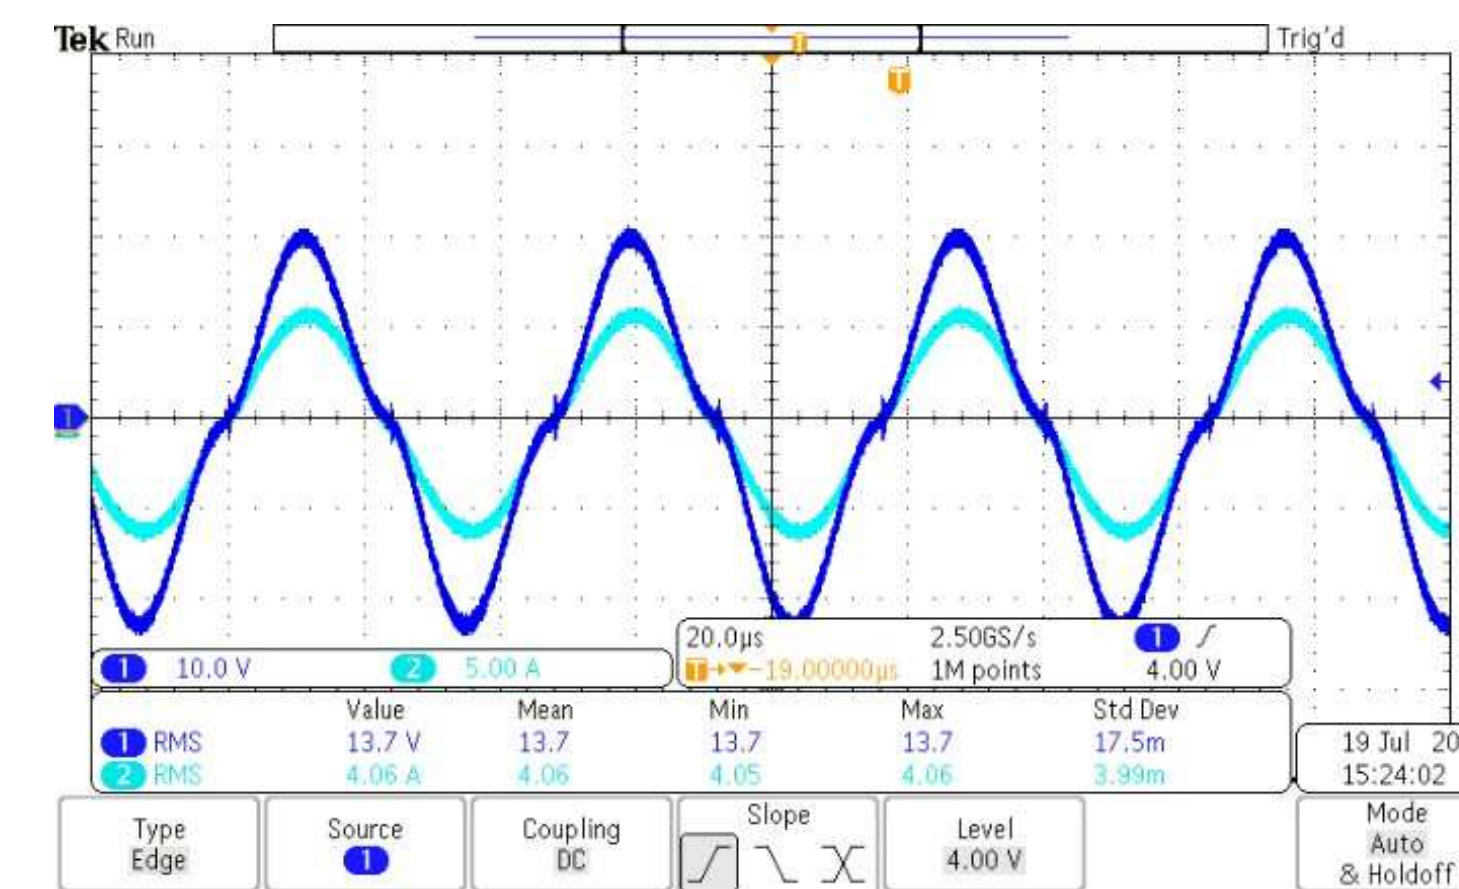 Tek Run Trig'd
T
T
1
1 10.0 V 2 5.00 A
20.0µs 2.50GS/s 1
T→▼−19.00000µs 1M points 4.00 V
Value Mean Min Max Std Dev
1 RMS 13.7 V 13.7 13.7 13.7 17.5m
2 RMS 4.06 A 4.06 4.05 4.06 3.99m
19 Jul 20
15:24:02
Type
Edge
Source
1
Coupling
DC
Slope
Level
4.00 V
Mode
Auto
& Holdoff